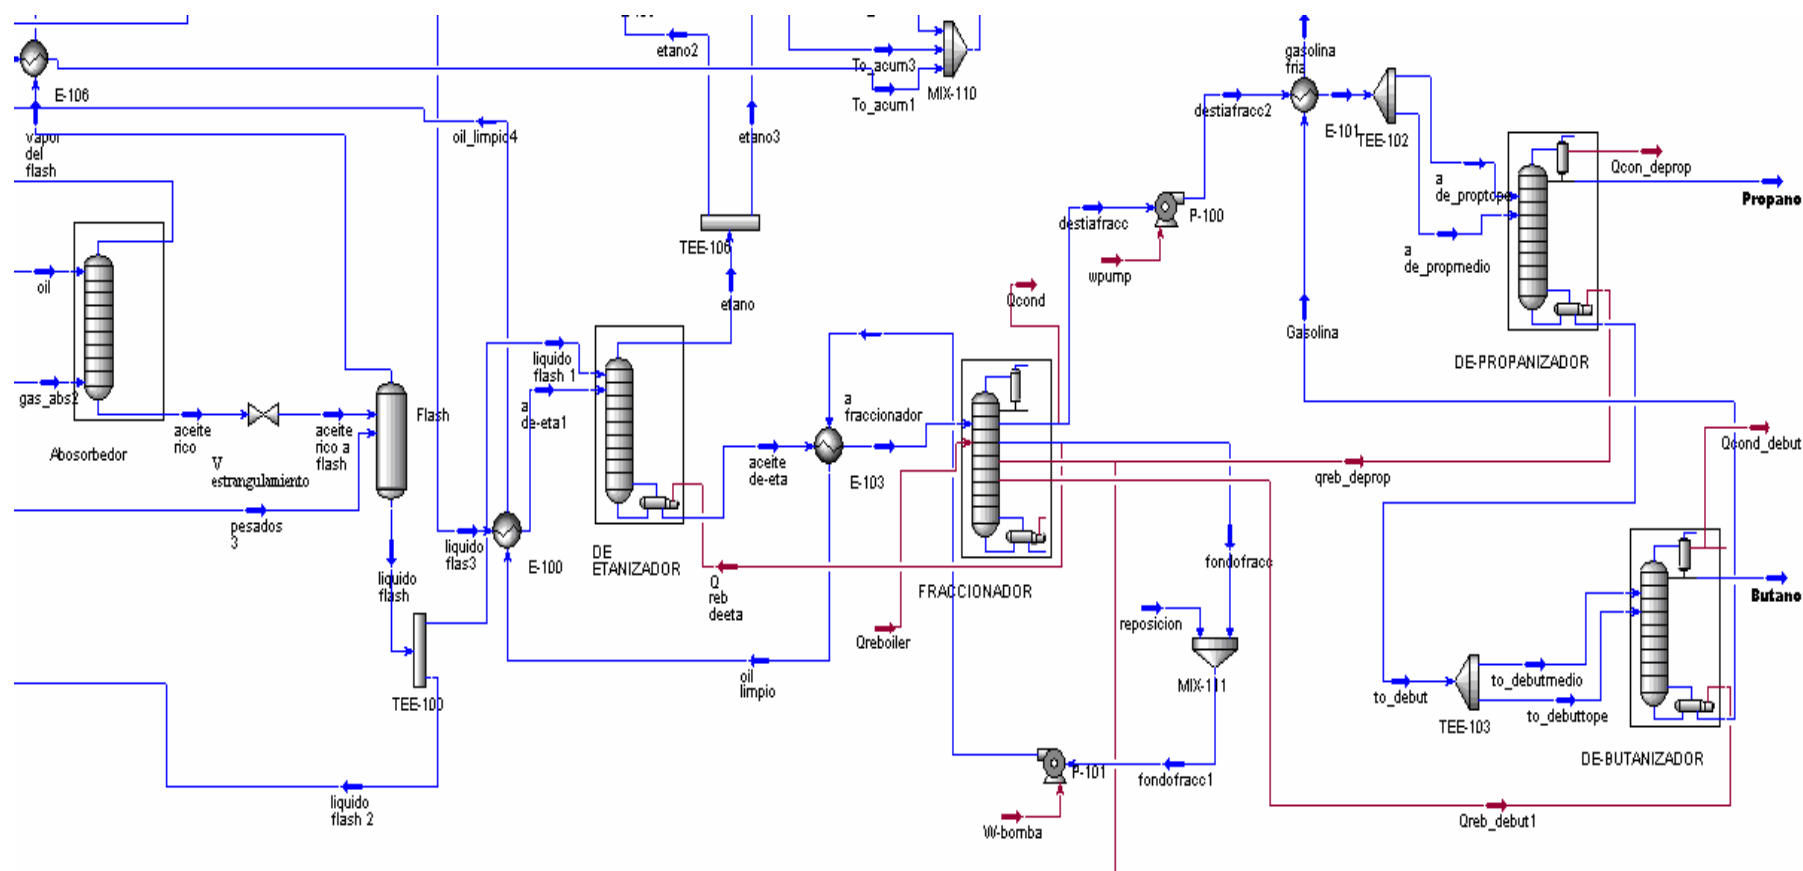 etano2
To_acum3
MIX-110
To_acum1
E-106
vapor
del
flash
oil_limpio4
etano3
TEE-106
etano
oil
gas_abs2
Abosorbedor
aceite
rico
V
estrangulamiento
aceite
rico a
flash
Flash
pesados
3
liquido
flash
TEE-100
liquido
flash 2
liquido
flas3
E-100
liquido
flash 1
a
de-eta1
DE
ETANIZADOR
Q
reb
deeta
aceite
de-eta
E-103
oil
limpio
a
fraccionador
FRACCIONADOR
Qreboiler
Qcond
destiafracc
wpump
P-100
destiafracc2
gasolina
fria
E-101
TEE-102
Gasolina
a
de_proptope
a
de_propmedio
Qcon_deprop
Propano
DE-PROPANIZADOR
qreb_deprop
Qcond_debut
fondofracc
reposicion
MIX-111
fondofracc1
P-101
W-bomba
to_debut
TEE-103
to_debutmedio
to_debuttope
Butano
DE-BUTANIZADOR
Qreb_debut1